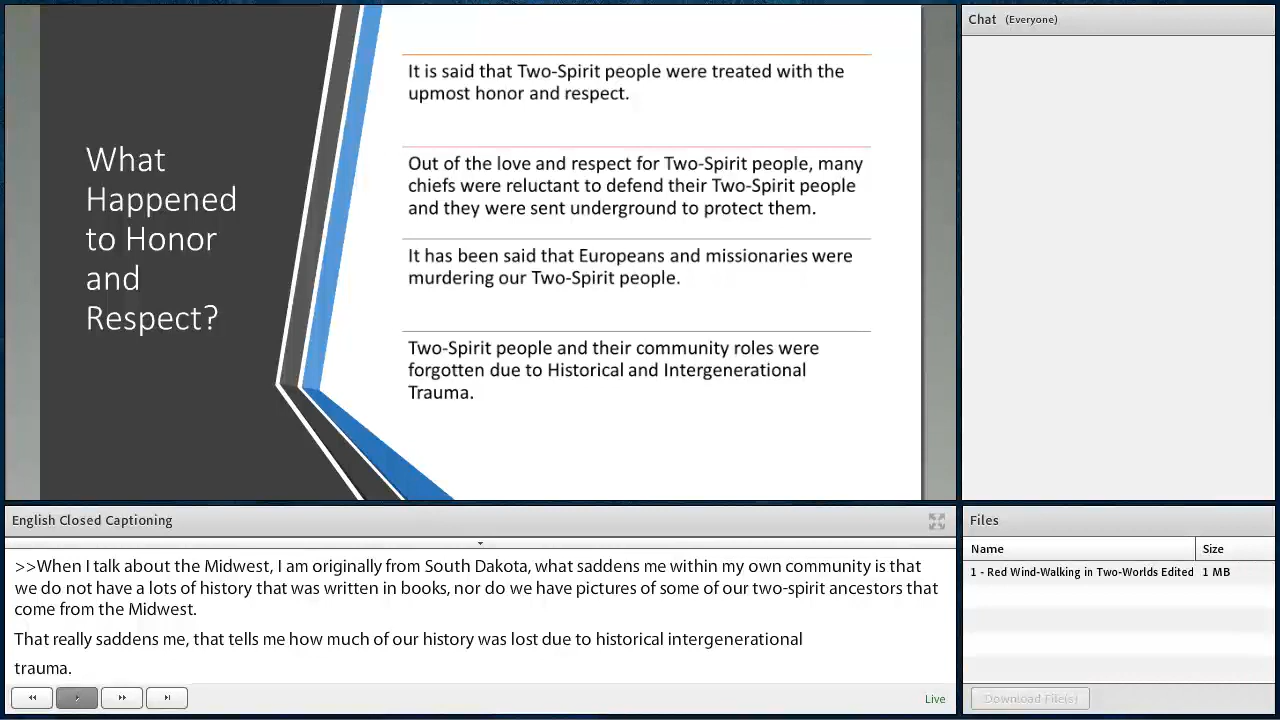 What
Happened
to Honor
and
Respect?
It is said that Two-Spirit people were treated with the
upmost honor and respect.
Out of the love and respect for Two-Spirit people, many
chiefs were reluctant to defend their Two-Spirit people
and they were sent underground to protect them.
It has been said that Europeans and missionaries were
murdering our Two-Spirit people.
Two-Spirit people and their community roles were
forgotten due to Historical and Intergenerational
Trauma.
Chat (Everyone)
English Closed Captioning
>>When I talk about the Midwest, I am originally from South Dakota, what saddens me within my own community is that
we do not have a lots of history that was written in books, nor do we have pictures of some of our two-spirit ancestors that
come from the Midwest.
That really saddens me, that tells me how much of our history was lost due to historical intergenerational
trauma.
Live
Files
Name Size
1 - Red Wind-Walking in Two-Worlds Edited 1 MB
Download File(s)